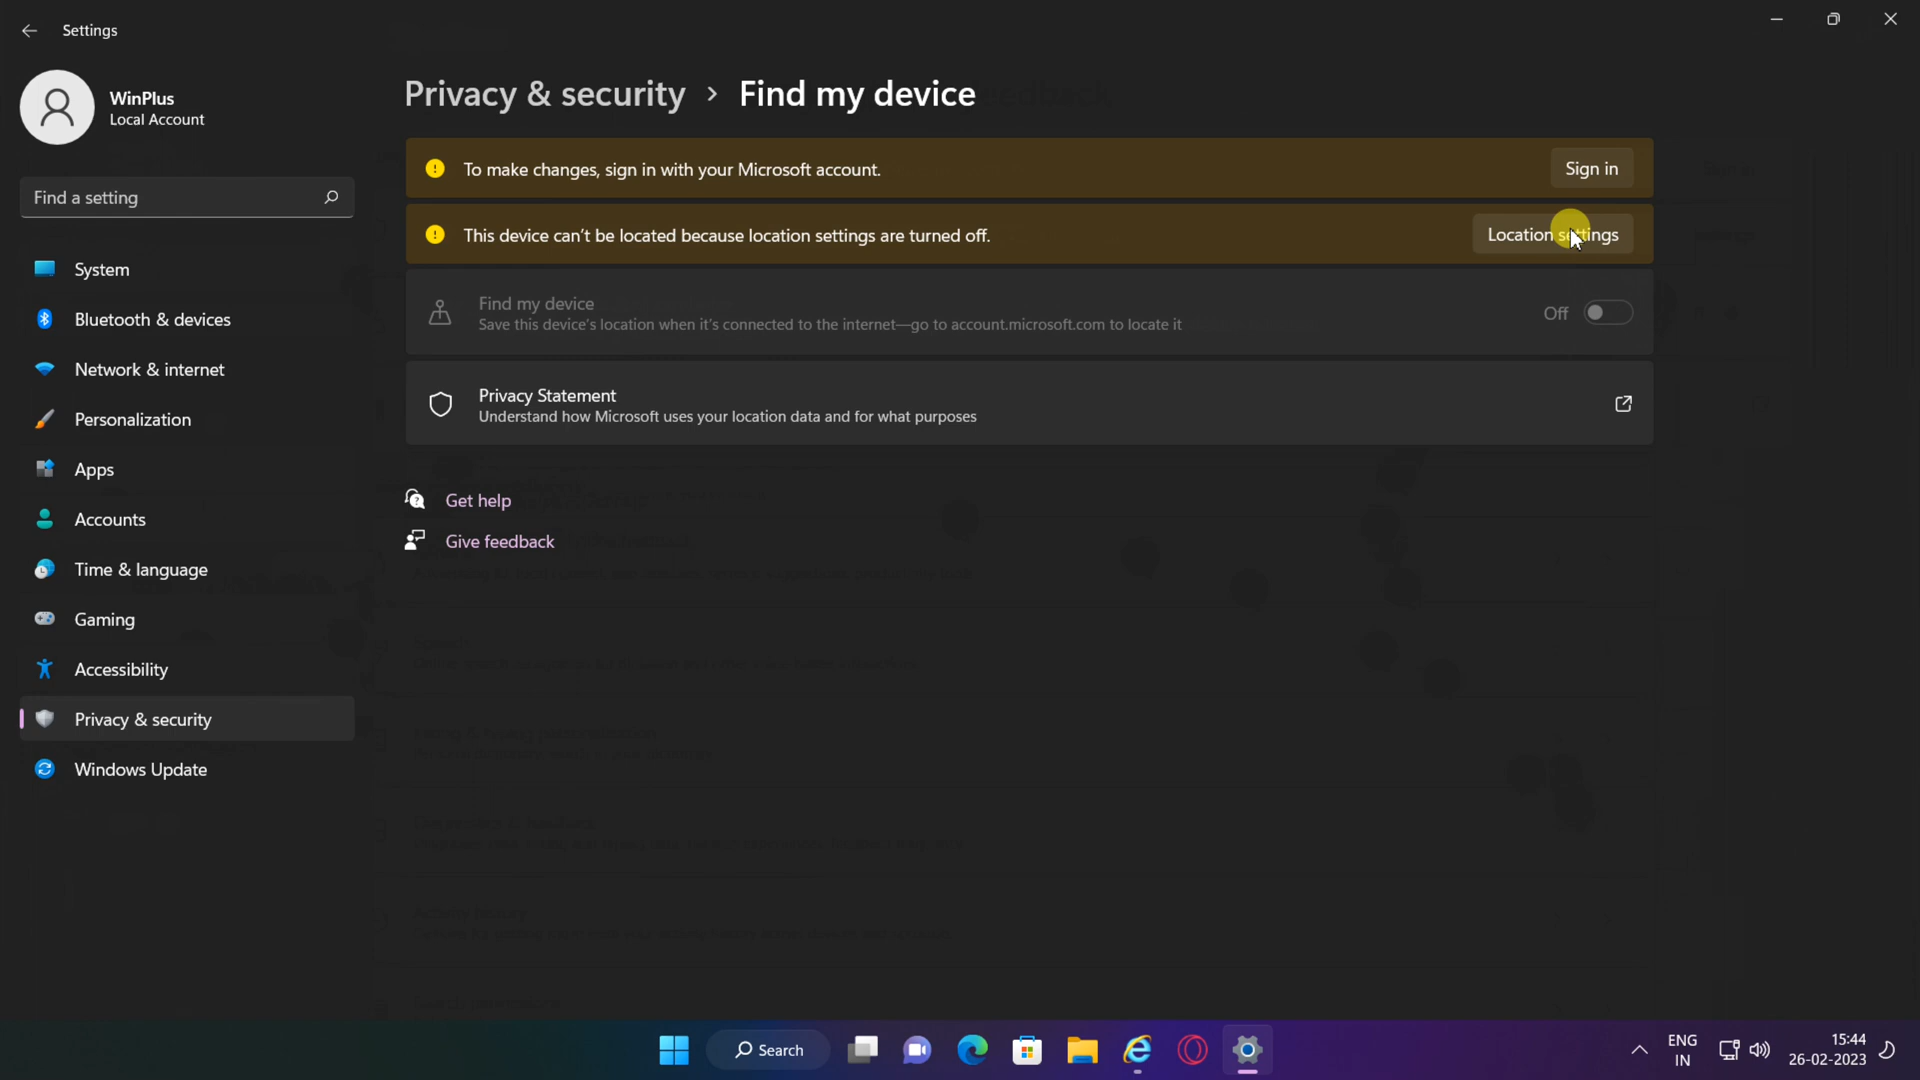 Settings
WinPlus
Local Account
Find a setting
System
Bluetooth & devices
Network & internet
Personalization
Apps
Accounts
Time & language
Gaming
Accessibility
Privacy & security
Windows Update
Privacy & security > Find my device
To make changes, sign in with your Microsoft account.
Sign in
This device can't be located because location settings are turned off.
Location settings
Find my device
Save this device's location when it's connected to the internet—go to account.microsoft.com to locate it
Off
Privacy Statement
Understand how Microsoft uses your location data and for what purposes
Get help
Give feedback
Search
ENG
IN
15:44
26-02-2023